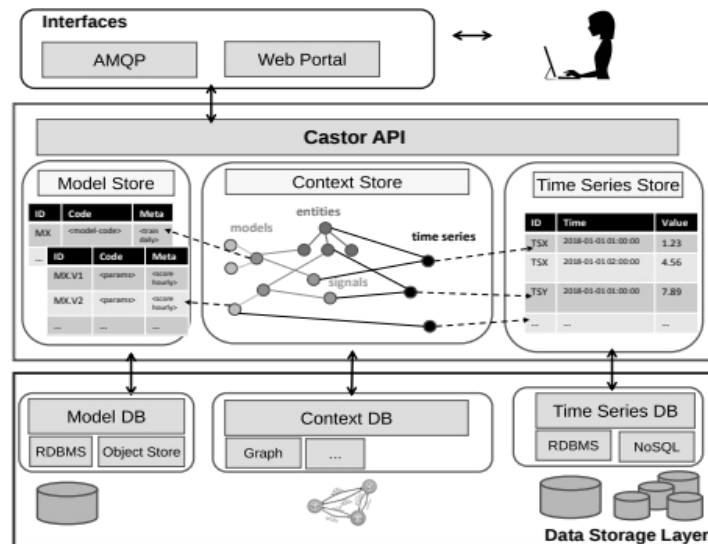 Interfaces
AMQP
Web Portal
Castor API
Model Store
ID Code Meta
MX <model-code> <train
daily>
...
ID Code Meta
MX.V1 <params> <score
hourly>
MX.V2 <params> <score
hourly>
... ... ...
Context Store
entities
models
time series
signals
Time Series Store
ID Time Value
TSX 2018-01-01 01:00:00 1.23
TSX 2018-01-01 02:00:00 4.56
TSY 2018-01-01 01:00:00 7.89
... ... ...
Model DB
RDBMS
Object Store
Context DB
Graph
...
Time Series DB
RDBMS
NoSQL
Data Storage Layer